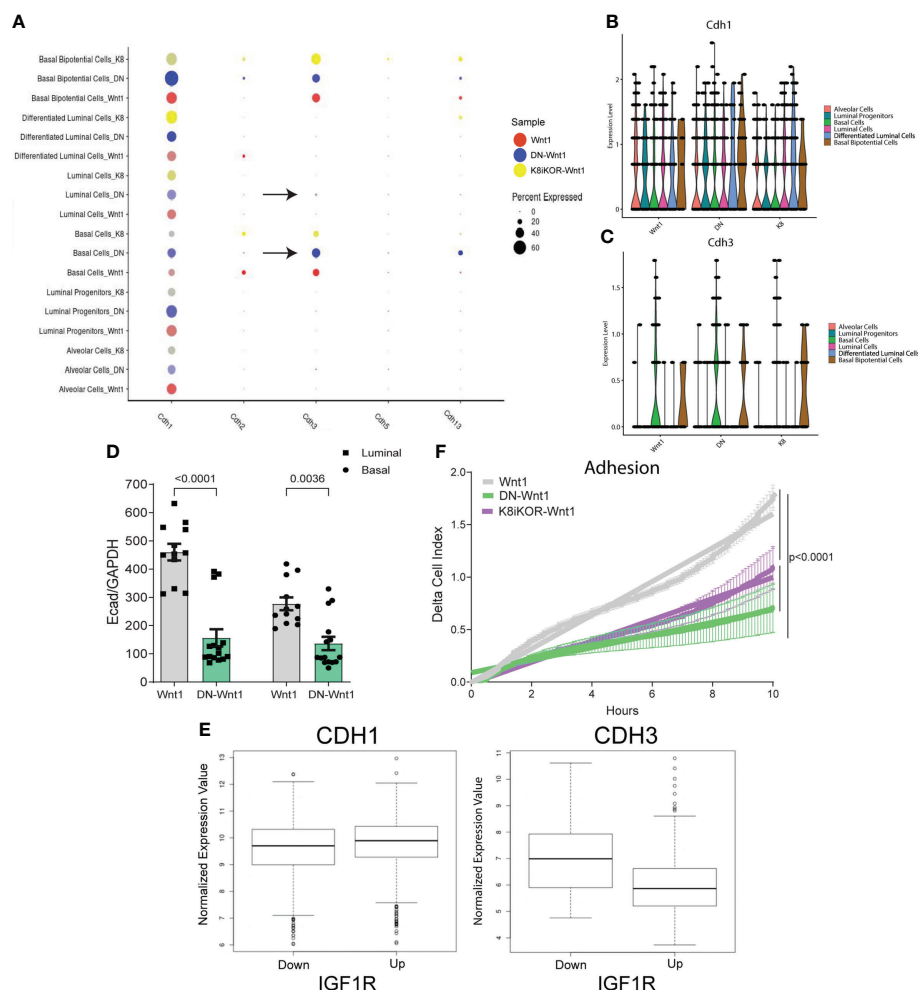 A
Basal Bipotential Cells_K8
Basal Bipotential Cells_DN
Basal Bipotential Cells_Wnt1
Differentiated Luminal Cells_K8
Differentiated Luminal Cells_DN
Differentiated Luminal Cells_Wnt1
Luminal Cells_K8
Luminal Cells_DN
Luminal Cells_Wnt1
Basal Cells_K8
Basal Cells_DN
Basal Cells_Wnt1
Luminal Progenitors_K8
Luminal Progenitors_DN
Luminal Progenitors_Wnt1
Alveolar Cells_K8
Alveolar Cells_DN
Alveolar Cells_Wnt1
Cdh1
Cdh2
Cdh3
Cdh5
Cdh13
Sample
Wnt1
DN-Wnt1
K8iKOR-Wnt1
Percent Expressed
0
20
40
60
B
Cdh1
Expression Level
2
1
0
Wnt1
DN
K8
Alveolar Cells
Luminal Progenitors
Basal Cells
Luminal Cells
Differentiated Luminal Cells
Basal Bipotential Cells
C
Cdh3
Expression Level
1.5
1.0
0.5
0.0
Wnt1
DN
K8
Alveolar Cells
Luminal Progenitors
Basal Cells
Luminal Cells
Differentiated Luminal Cells
Basal Bipotential Cells
D
Luminal
Basal
<0.0001
0.0036
Ecad/GAPDH
700
600
500
400
300
200
100
0
Wnt1 DN-Wnt1 Wnt1 DN-Wnt1
F
Adhesion
Wnt1
DN-Wnt1
K8iKOR-Wnt1
p<0.0001
Delta Cell Index
2.0
1.5
1.0
0.5
0.0
0 2 4 6 8 10
Hours
E
CDH1
Normalized Expression Value
13
12
11
10
9
8
7
6
Down Up
IGF1R
CDH3
Normalized Expression Value
11
10
9
8
7
6
5
4
Down Up
IGF1R